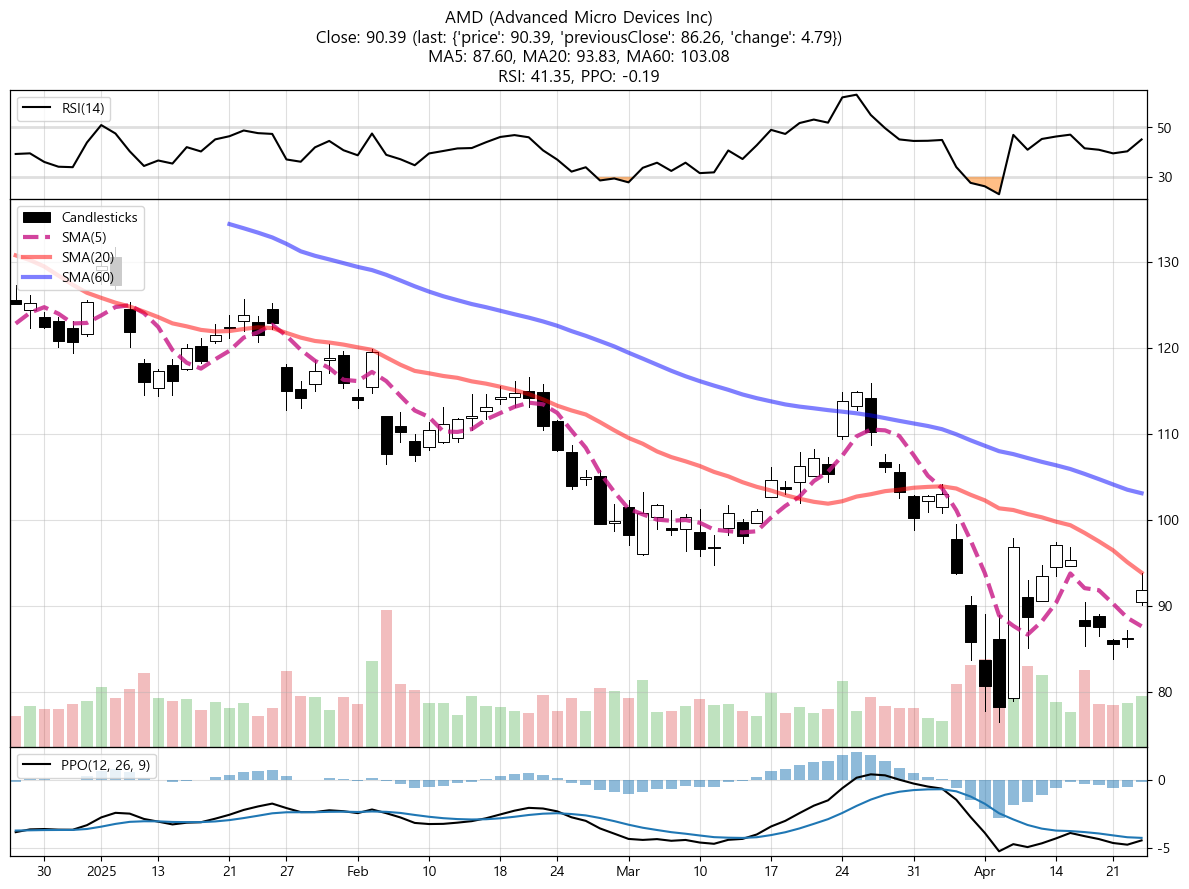 AMD (Advanced Micro Devices Inc)
Close: 90.39 (last: {'price': 90.39, 'previousClose': 86.26, 'change': 4.79})
MA5: 87.60, MA20: 93.83, MA60: 103.08
RSI: 41.35, PPO: -0.19
RSI(14)
50
30
Candlesticks
SMA(5)
SMA(20)
SMA(60)
130
120
110
100
90
80
PPO(12, 26, 9)
0
-5
30 2025 13 21 27 Feb 10 18 24 Mar 10 17 24 31 Apr 14 21